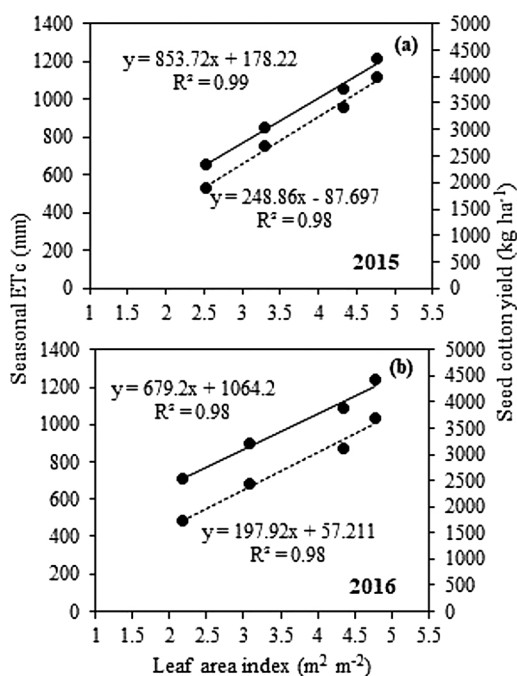 Seasonal ETc (mm)
1400
1200
1000
800
600
400
200
0
(a)
y = 853.72x + 178.22
R² = 0.99
y = 248.86x - 87.697
R² = 0.98
2015
5000
4500
4000
3500
3000
2500
2000
1500
1000
500
0
1 1.5 2 2.5 3 3.5 4 4.5 5 5.5
Seed cotton yield (kg ha⁻¹)
1400
1200
1000
800
600
400
200
0
(b)
y = 679.2x + 1064.2
R² = 0.98
y = 197.92x + 57.211
R² = 0.98
2016
5000
4500
4000
3500
3000
2500
2000
1500
1000
500
0
1 1.5 2 2.5 3 3.5 4 4.5 5 5.5
Leaf area index (m² m⁻²)